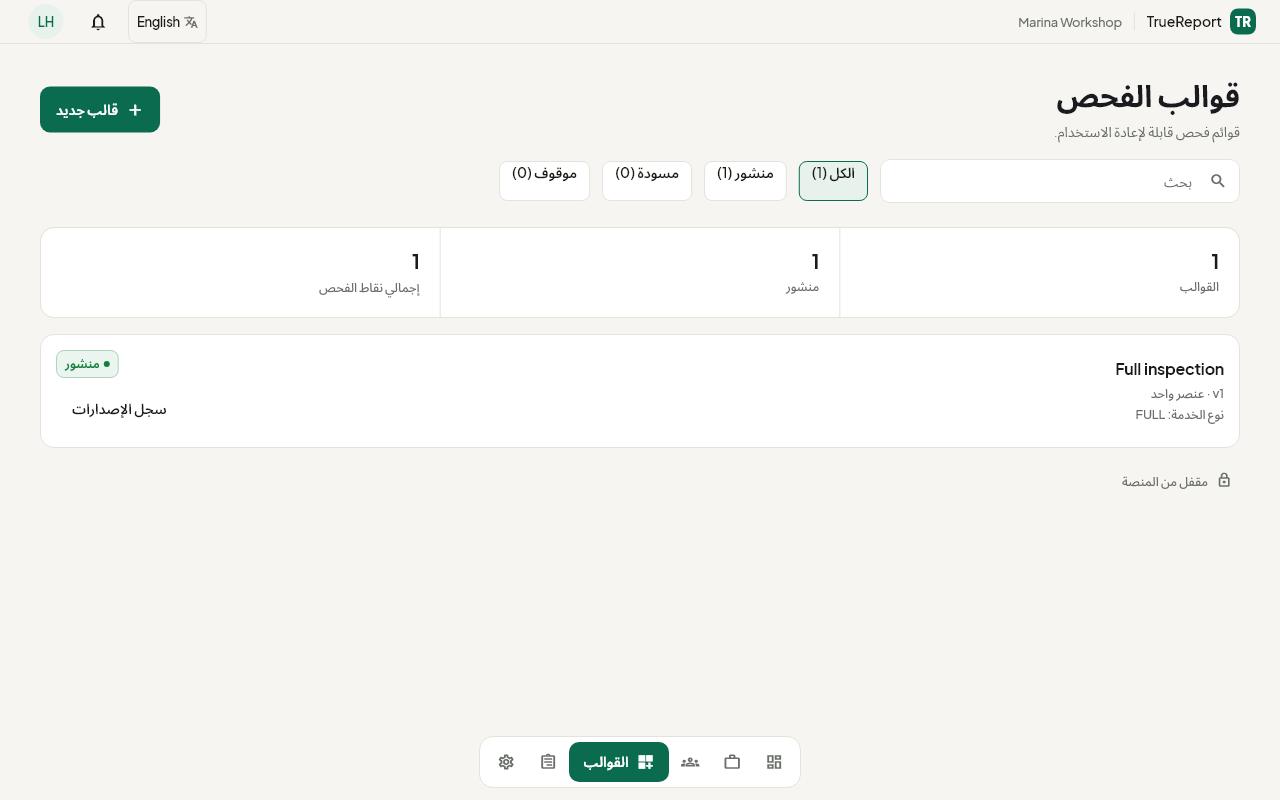 TR TrueReport Marina Workshop
English
LH
قوالب الفحص
قوائم فحص قابلة لإعادة الاستخدام.
قالب جديد
بحث
الكل (1)
منشور (1)
مسودة (0)
موقوف (0)
1
القوالب
1
منشور
1
إجمالي نقاط الفحص
Full inspection
v1 · عنصر واحد
نوع الخدمة: FULL
منشور
سجل الإصدارات
مقفل من المنصة
القوالب